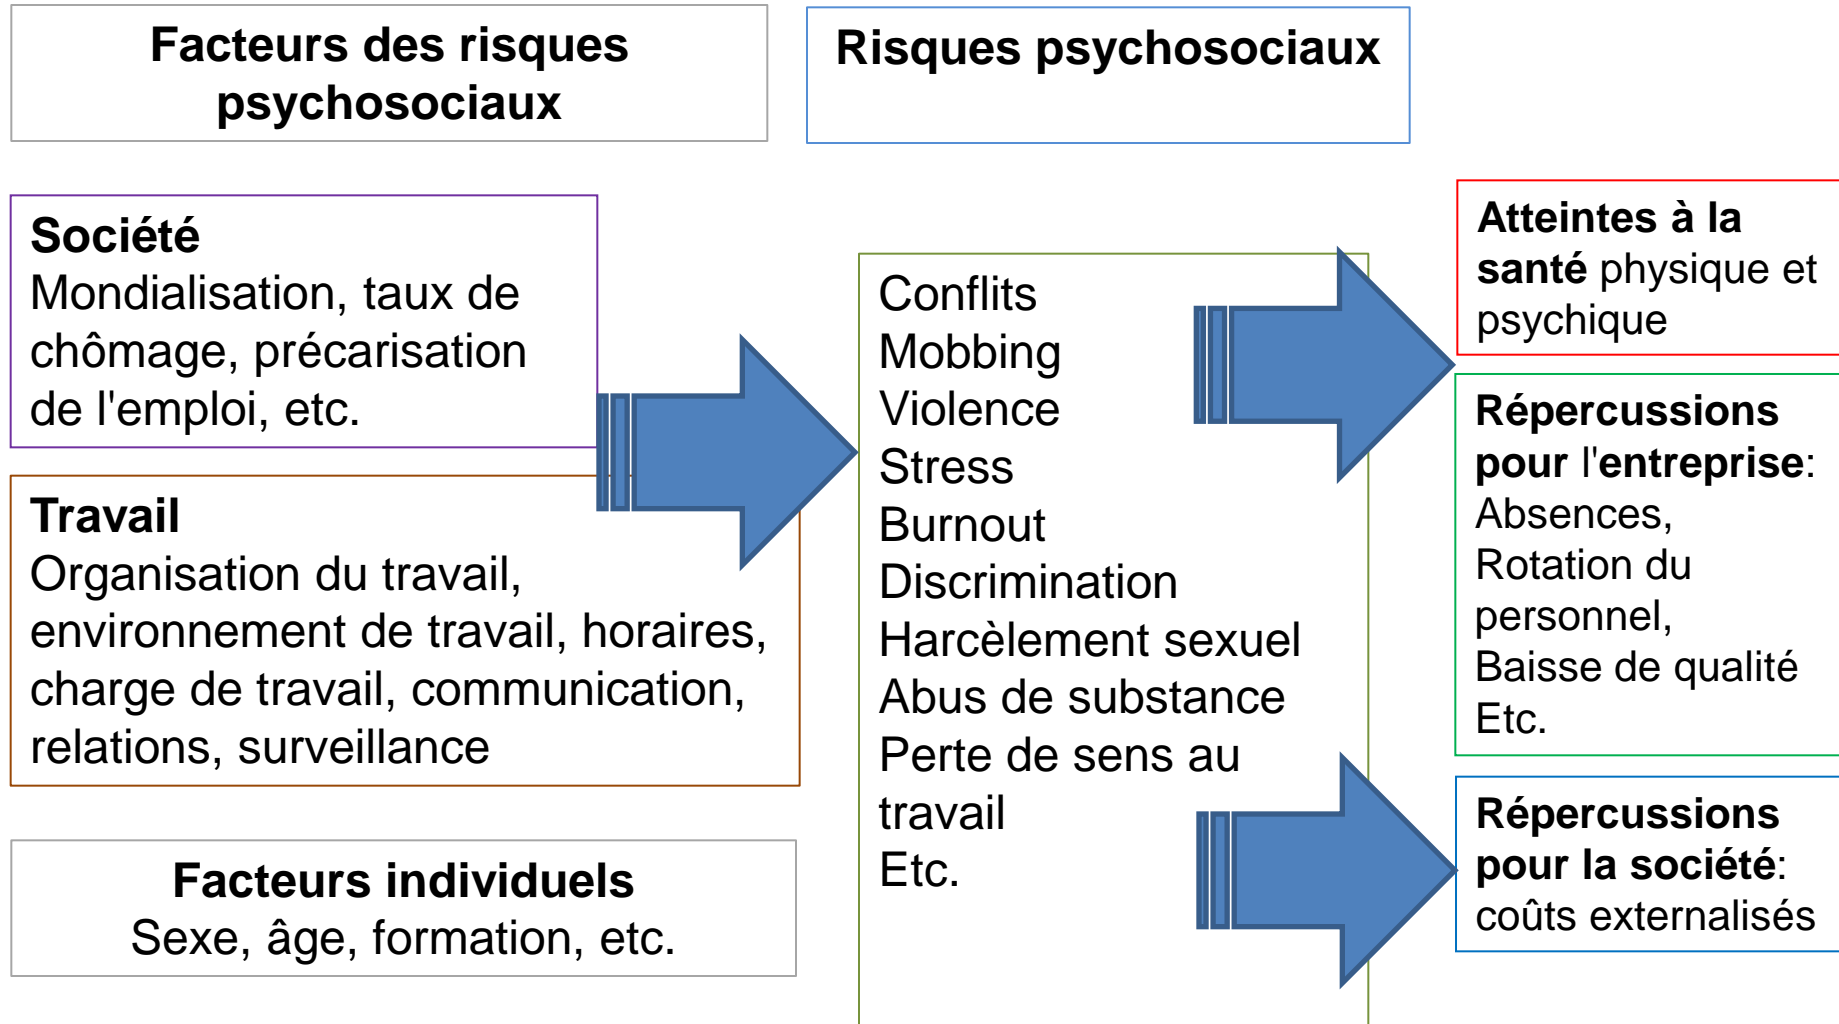 Facteurs des risques
psychosociaux
Risques psychosociaux
Société
Mondialisation, taux de
chômage, précarisation
de l'emploi, etc.
Travail
Organisation du travail,
environnement de travail, horaires,
charge de travail, communication,
relations, surveillance
Facteurs individuels
Sexe, âge, formation, etc.
Conflits
Mobbing
Violence
Stress
Burnout
Discrimination
Harcèlement sexuel
Abus de substance
Perte de sens au
travail
Etc.
Atteintes à la
santé physique et
psychique
Répercussions
pour l'entreprise:
Absences,
Rotation du
personnel,
Baisse de qualité
Etc.
Répercussions
pour la société:
coûts externalisés